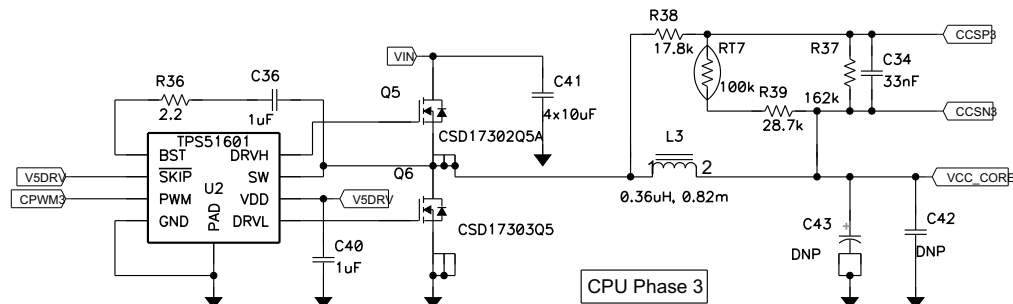 R38
17.8k
RT7
100k
R39
28.7k
R37
162k
C34
33nF
CCSP3
CCSN3
VIN
C41
4x10uF
R36
2.2
C36
1uF
Q5
CSD17302Q5A
TPS51601
BST
DRVH
SKIP
SW
U2
PWM
VDD
GND
DRVL
PAD
V5DRV
CPWM3
V5DRV
Q6
CSD17303Q5
C40
1uF
L3
1
2
0.36uH, 0.82m
VCC_CORE
C43
+
DNP
C42
DNP
CPU Phase 3